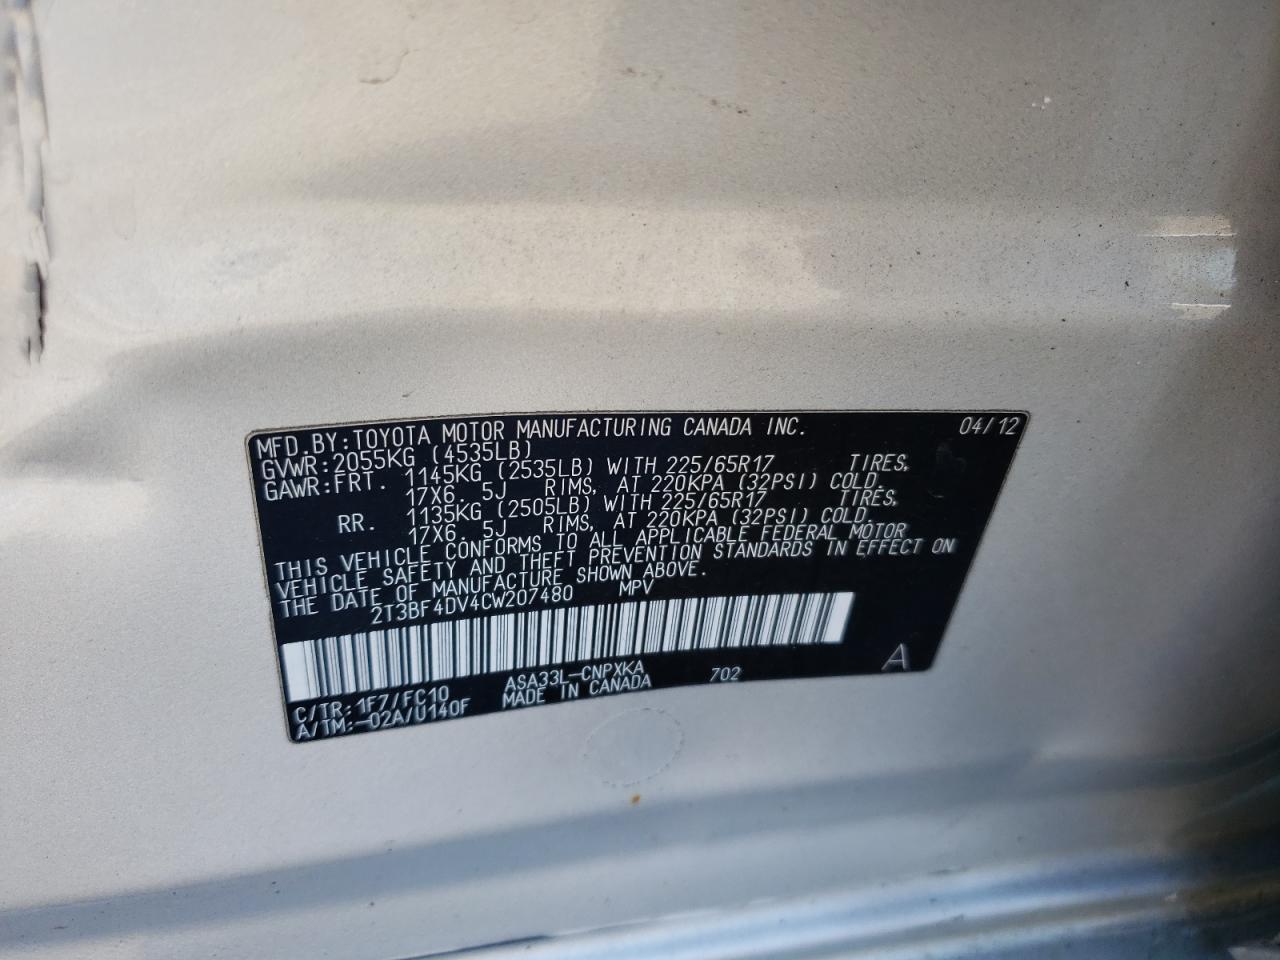 MFD.BY:TOYOTA MOTOR MANUFACTURING CANADA INC. 04/12
GVWR:2055KG (4535LB)
GAWR:FRT. 1145KG (2535LB) WITH 225/65R17 TIRES,
17X6.5J RIMS, AT 220KPA (32PSI) COLD.
RR. 1135KG (2505LB) WITH 225/65R17 TIRES,
17X6.5J RIMS, AT 220KPA (32PSI) COLD.
THIS VEHICLE CONFORMS TO ALL APPLICABLE FEDERAL MOTOR
VEHICLE SAFETY AND THEFT PREVENTION STANDARDS IN EFFECT ON
THE DATE OF MANUFACTURE SHOWN ABOVE.
2T3BF4DV4CW207480 MPV
C/TR:1F7/FC10 ASA33L-CNPXKA 702 A
A/TM:-02A/U140F MADE IN CANADA